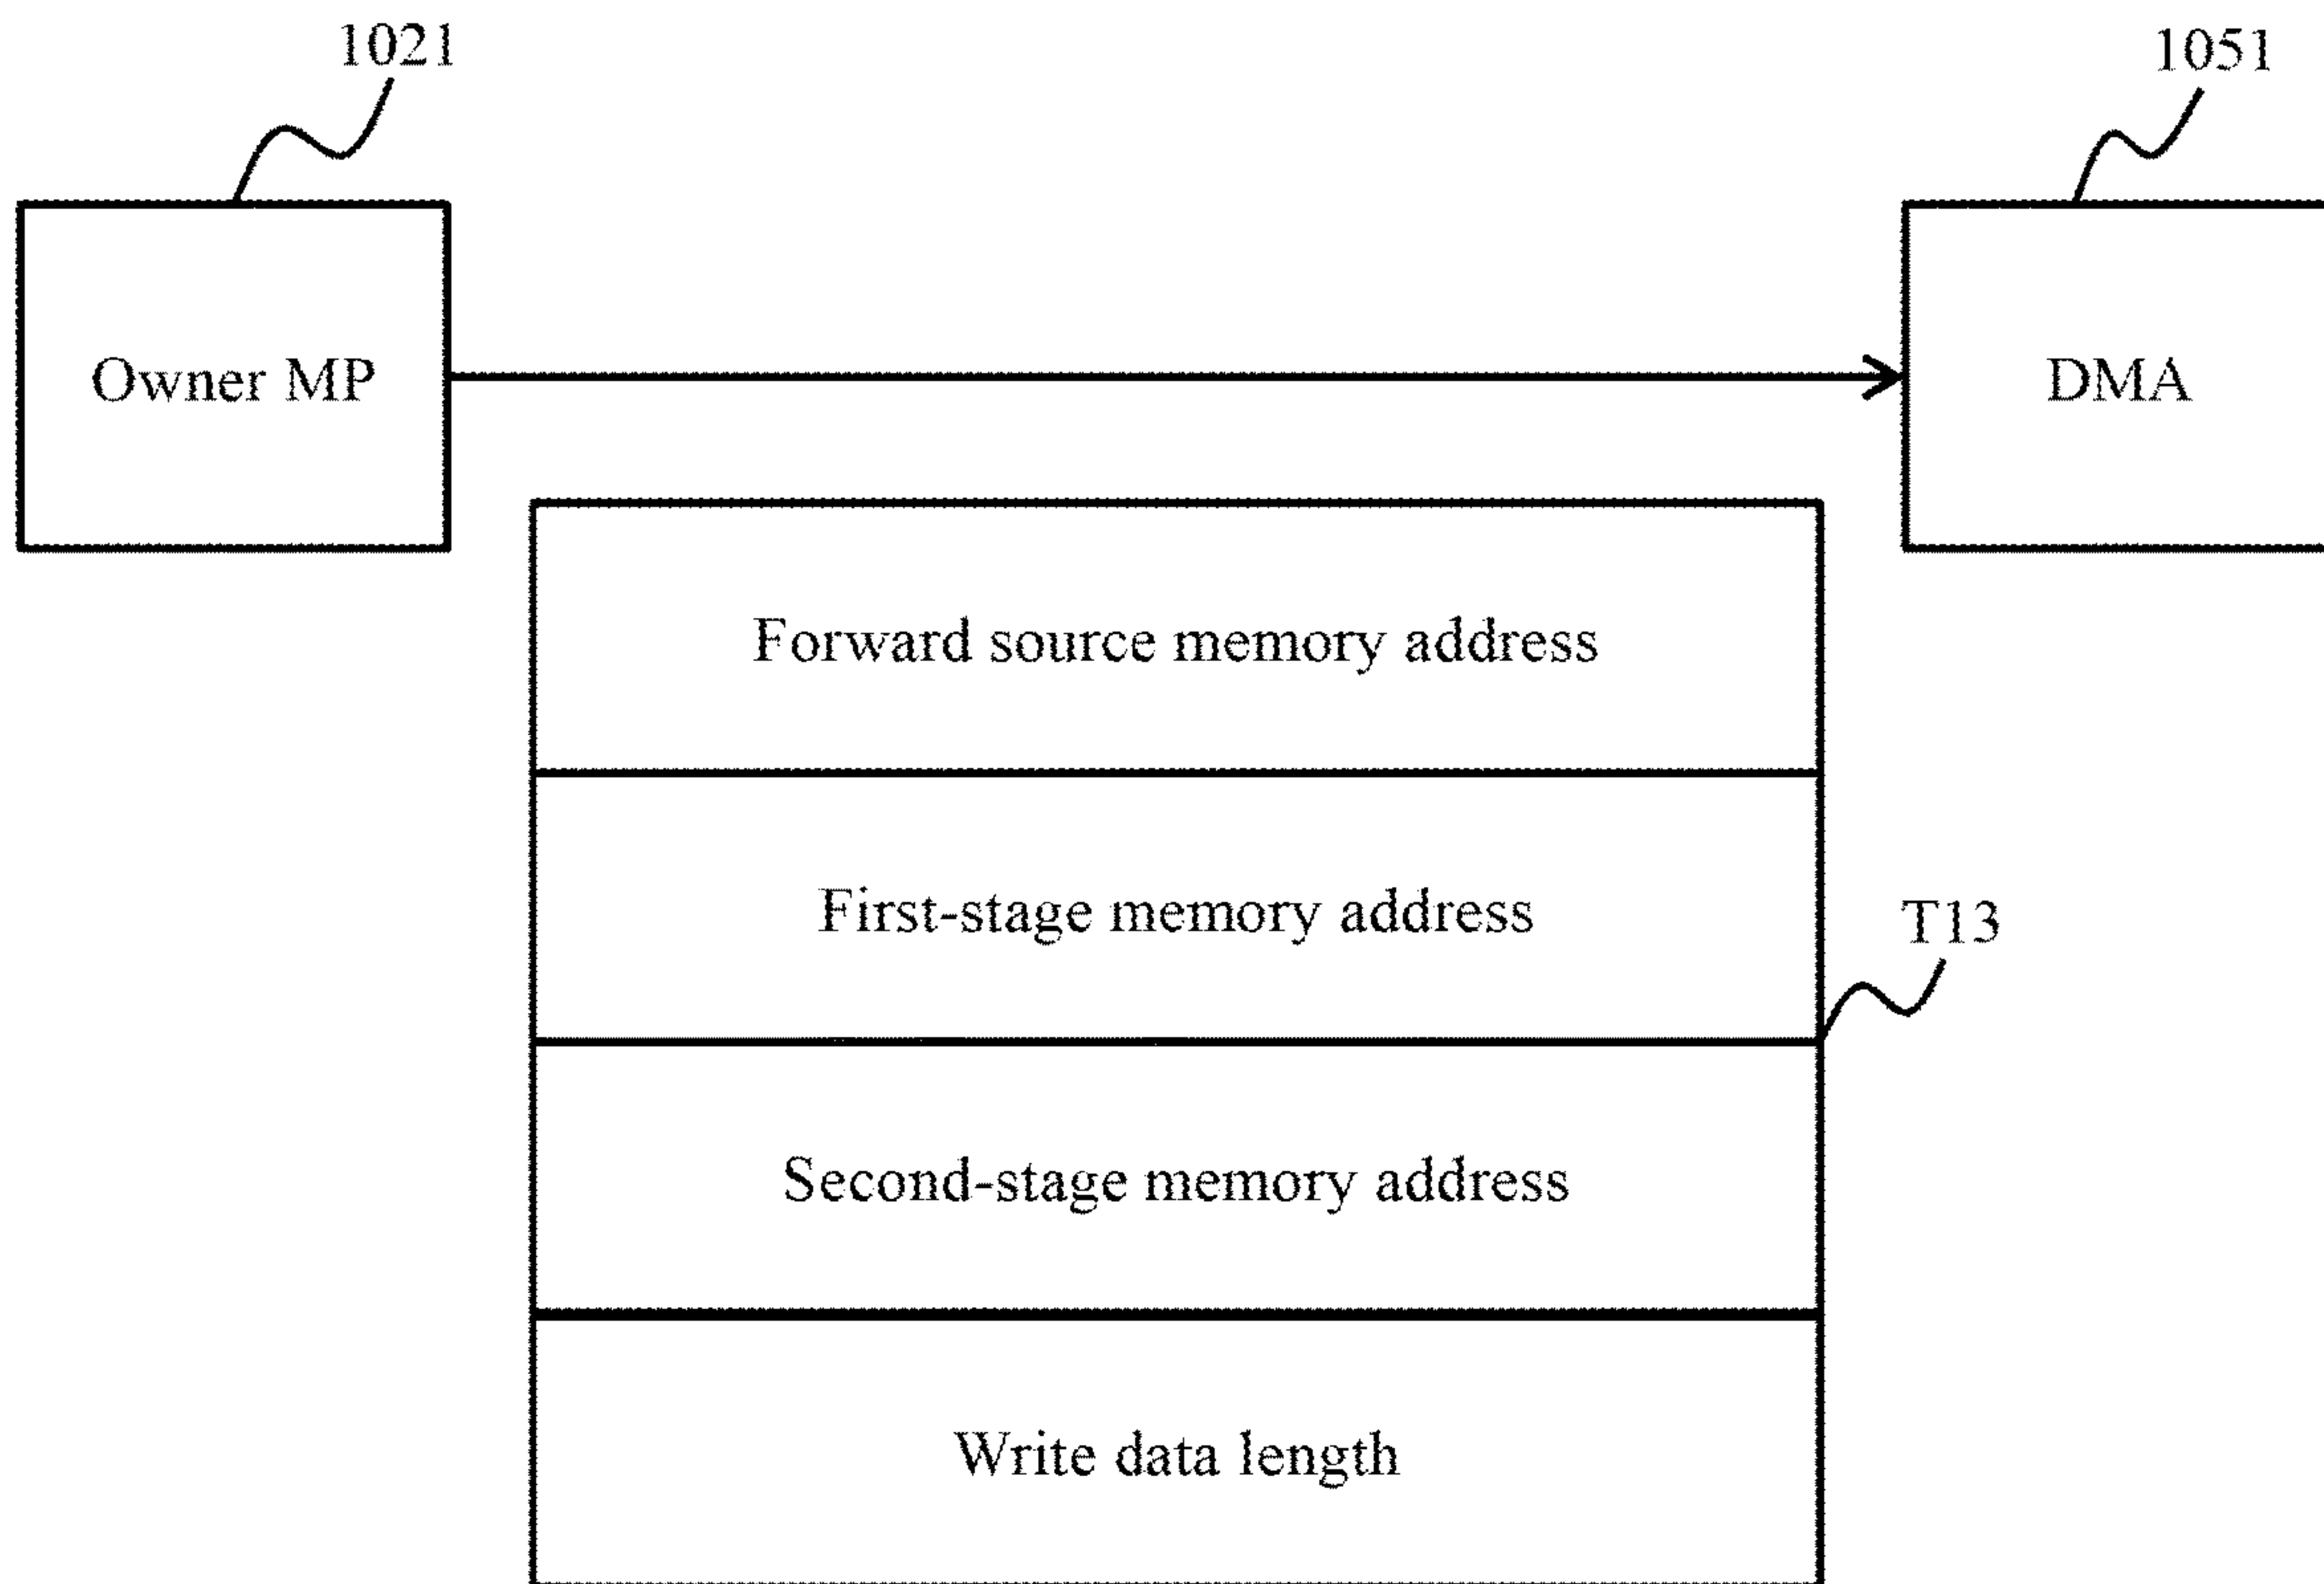 1021
1051
Owner MP
DMA
Forward source memory address
First-stage memory address
T13
Second-stage memory address
Write data length